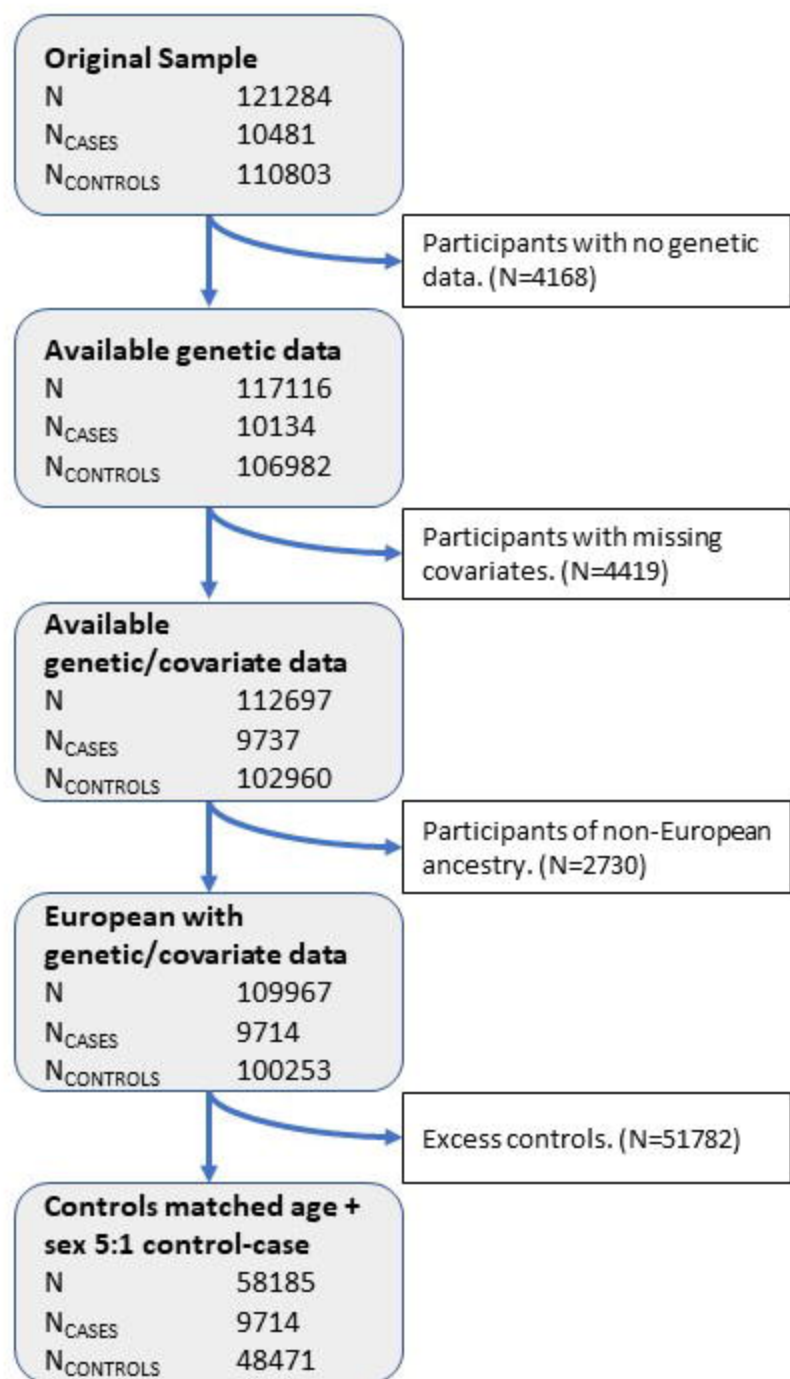 Original Sample
N 121284
NCASES 10481
NCONTROLS 110803
Participants with no genetic
data. (N=4168)
Available genetic data
N 117116
NCASES 10134
NCONTROLS 106982
Participants with missing
covariates. (N=4419)
Available
genetic/covariate data
N 112697
NCASES 9737
NCONTROLS 102960
Participants of non-European
ancestry. (N=2730)
European with
genetic/covariate data
N 109967
NCASES 9714
NCONTROLS 100253
Excess controls. (N=51782)
Controls matched age +
sex 5:1 control-case
N 58185
NCASES 9714
NCONTROLS 48471